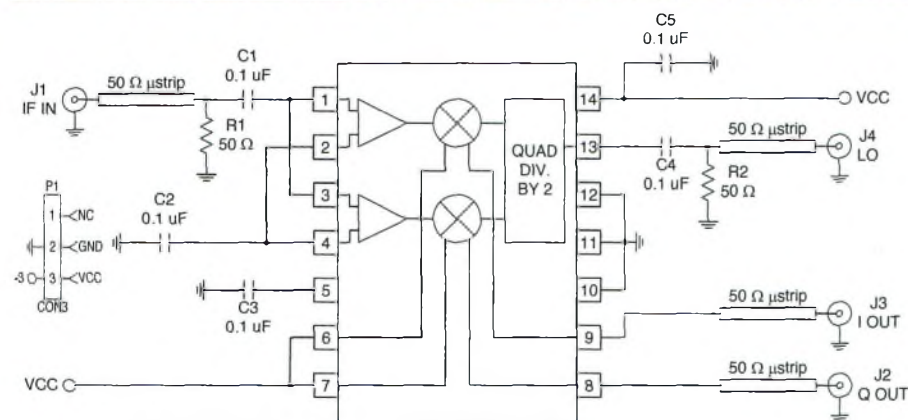 J1
IF IN
50 Ω μstrip
C1
0.1 uF
R1
50 Ω
P1
1
NC
2
GND
-3
3
VCC
CON3
C2
0.1 uF
C3
0.1 uF
VCC
1
2
3
4
5
6
7
QUAD
DIV.
BY 2
14
13
12
11
10
9
8
C5
0.1 uF
VCC
50 Ω μstrip
J4
LO
C4
0.1 uF
R2
50 Ω
50 Ω μstrip
J3
I OUT
50 Ω μstrip
J2
Q OUT